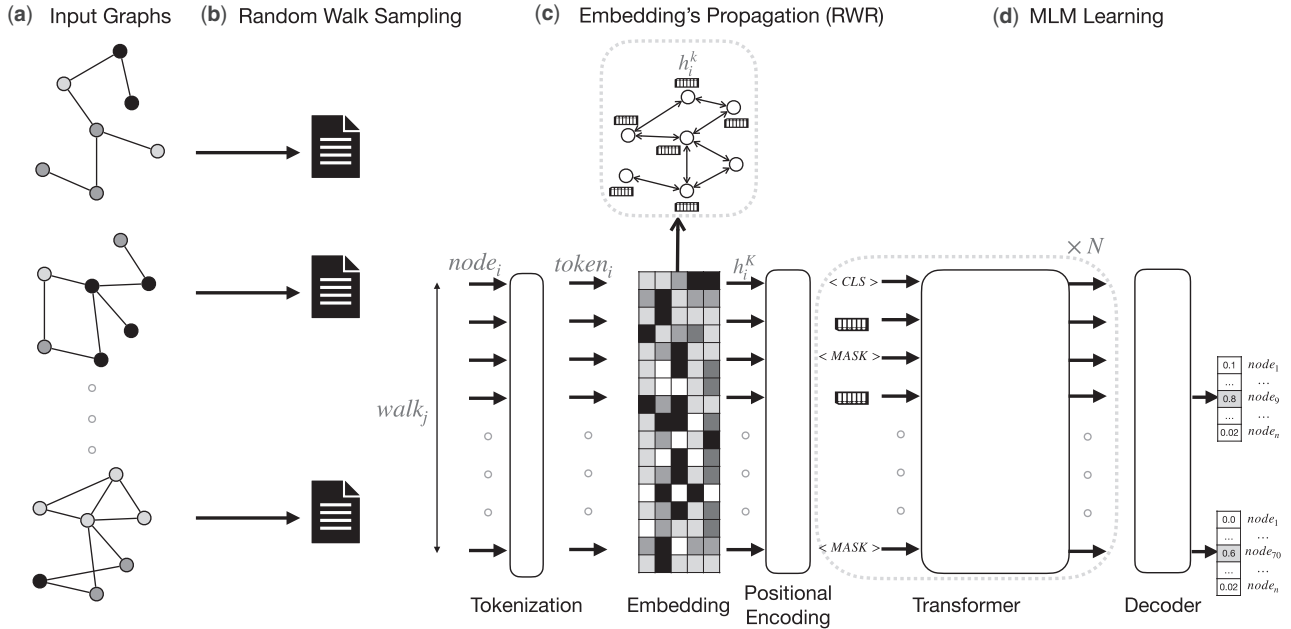 (a) Input Graphs
(b) Random Walk Sampling
(c) Embedding's Propagation (RWR)
(d) MLM Learning
h_i^k
node_i
token_i
h_i^K
× N
walk_j
< CLS >
< MASK >
< MASK >
0.1 node_1
... ...
0.8 node_9
... ...
0.02 node_n
0.0 node_1
... ...
0.6 node_70
... ...
0.02 node_n
Tokenization
Embedding
Positional
Encoding
Transformer
Decoder